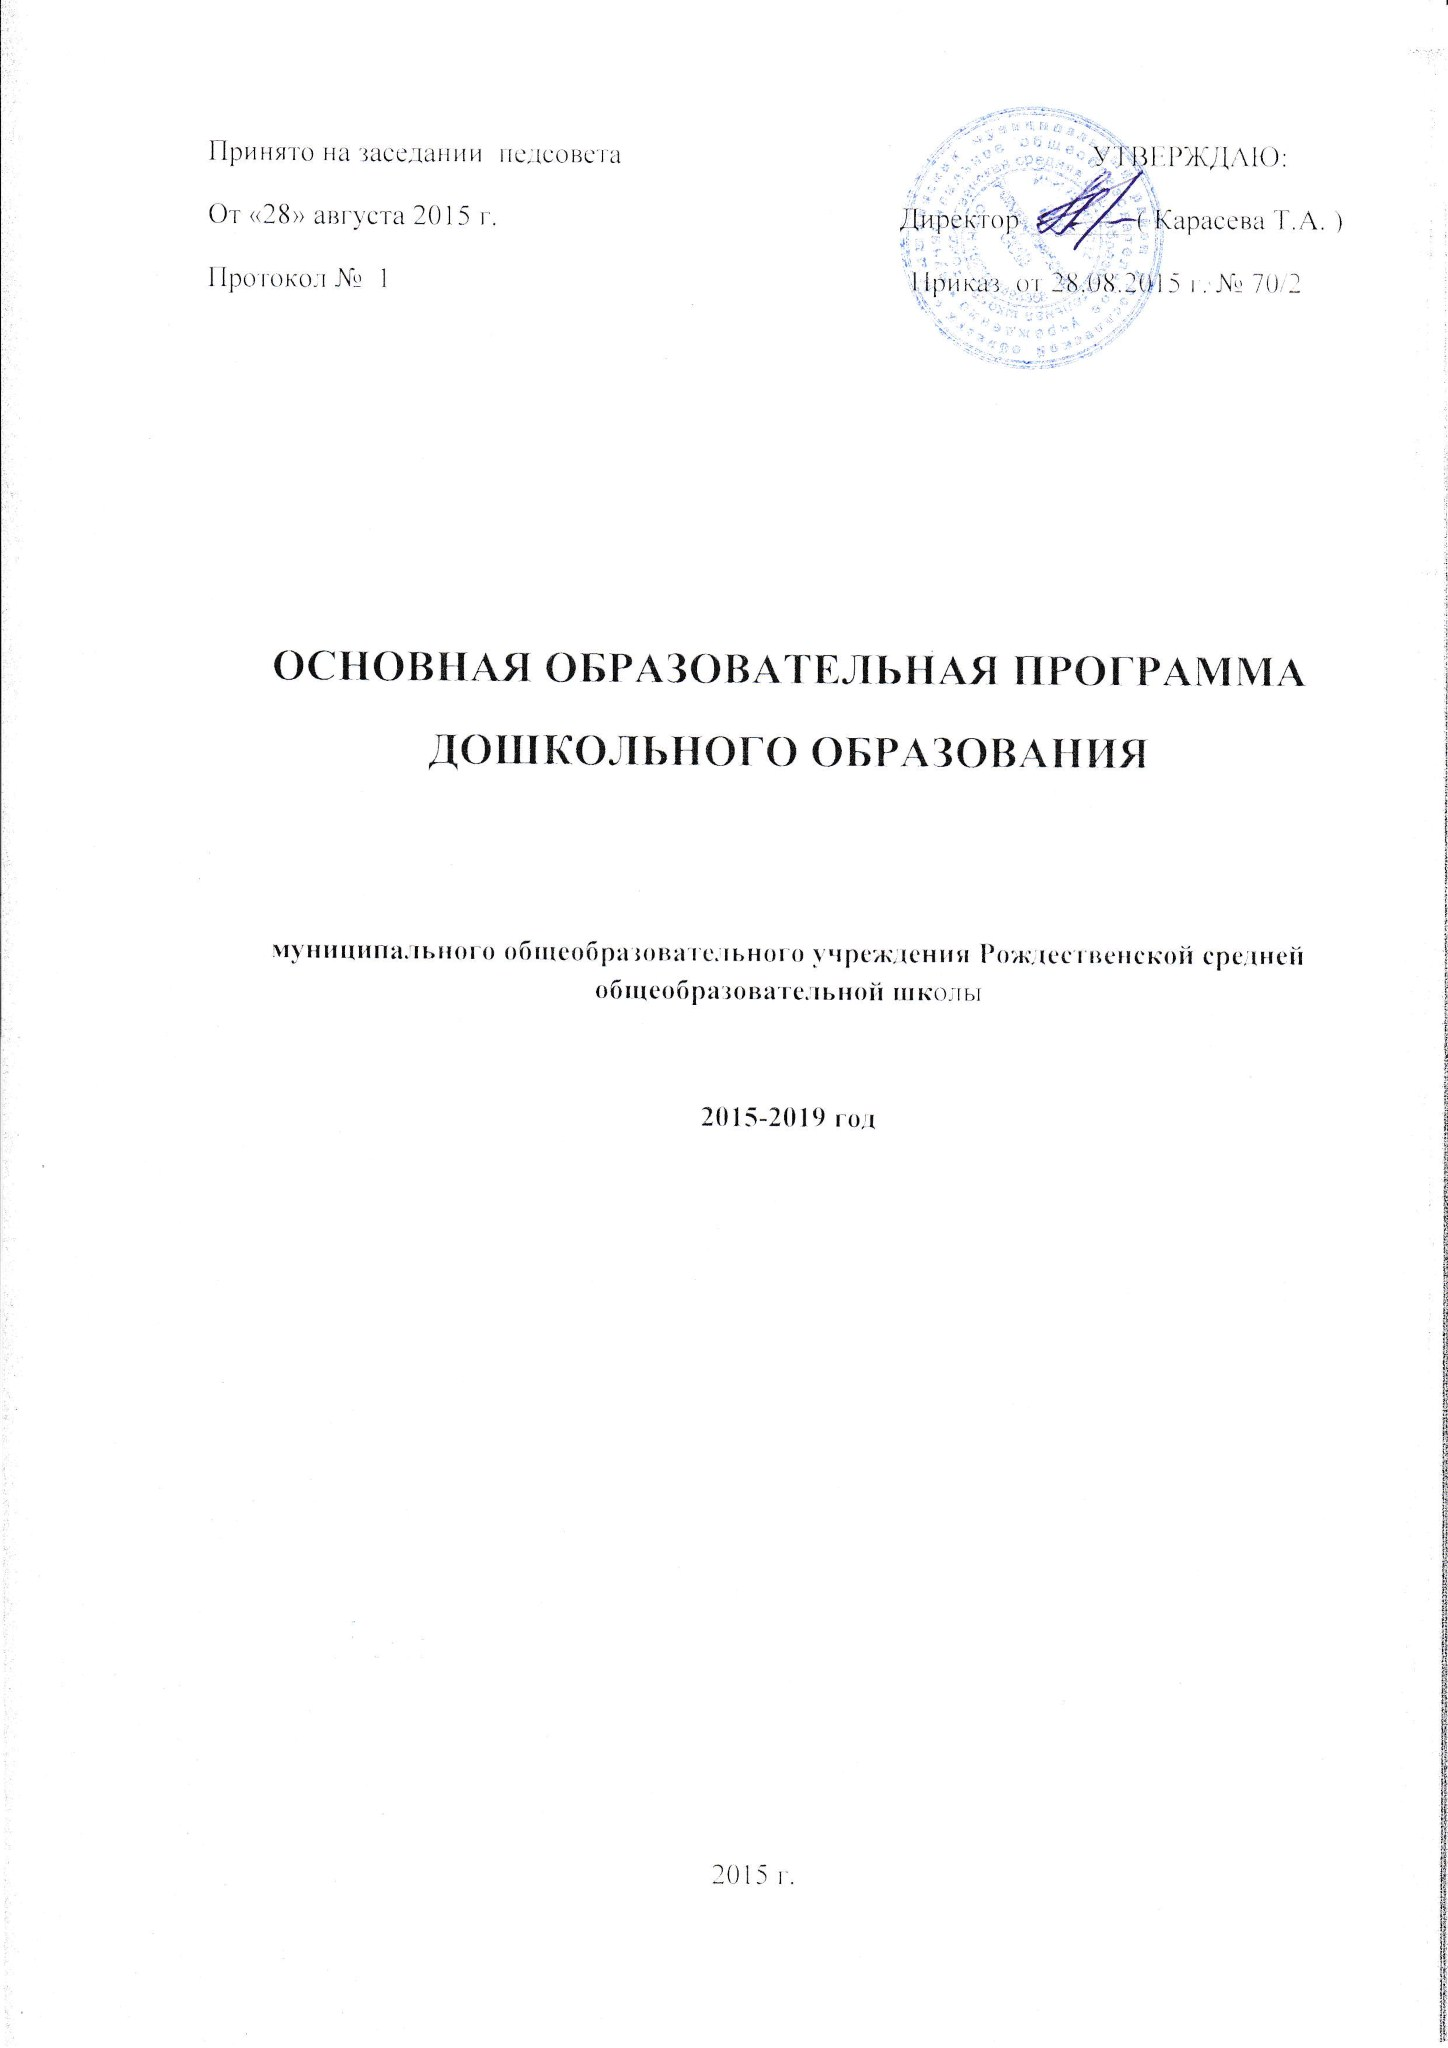 Принято на заседании педсовета УТВЕРЖДАЮ:
От «28» августа 2015 г. Директор ( Карасева Т.А. )
Протокол № 1 Приказ от 28.08.2015 г. № 70/2
ОСНОВНАЯ ОБРАЗОВАТЕЛЬНАЯ ПРОГРАММА
ДОШКОЛЬНОГО ОБРАЗОВАНИЯ
муниципального общеобразовательного учреждения Рождественской средней
общеобразовательной школы
2015-2019 год
2015 г.